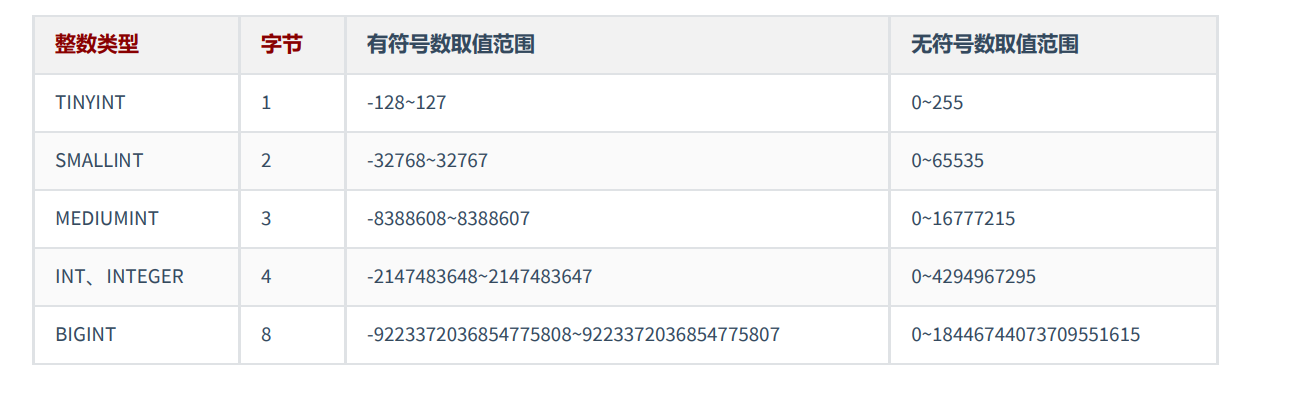 整数类型 字节 有符号数取值范围 无符号数取值范围
TINYINT 1 -128~127 0~255
SMALLINT 2 -32768~32767 0~65535
MEDIUMINT 3 -8388608~8388607 0~16777215
INT、INTEGER 4 -2147483648~2147483647 0~4294967295
BIGINT 8 -9223372036854775808~9223372036854775807 0~18446744073709551615